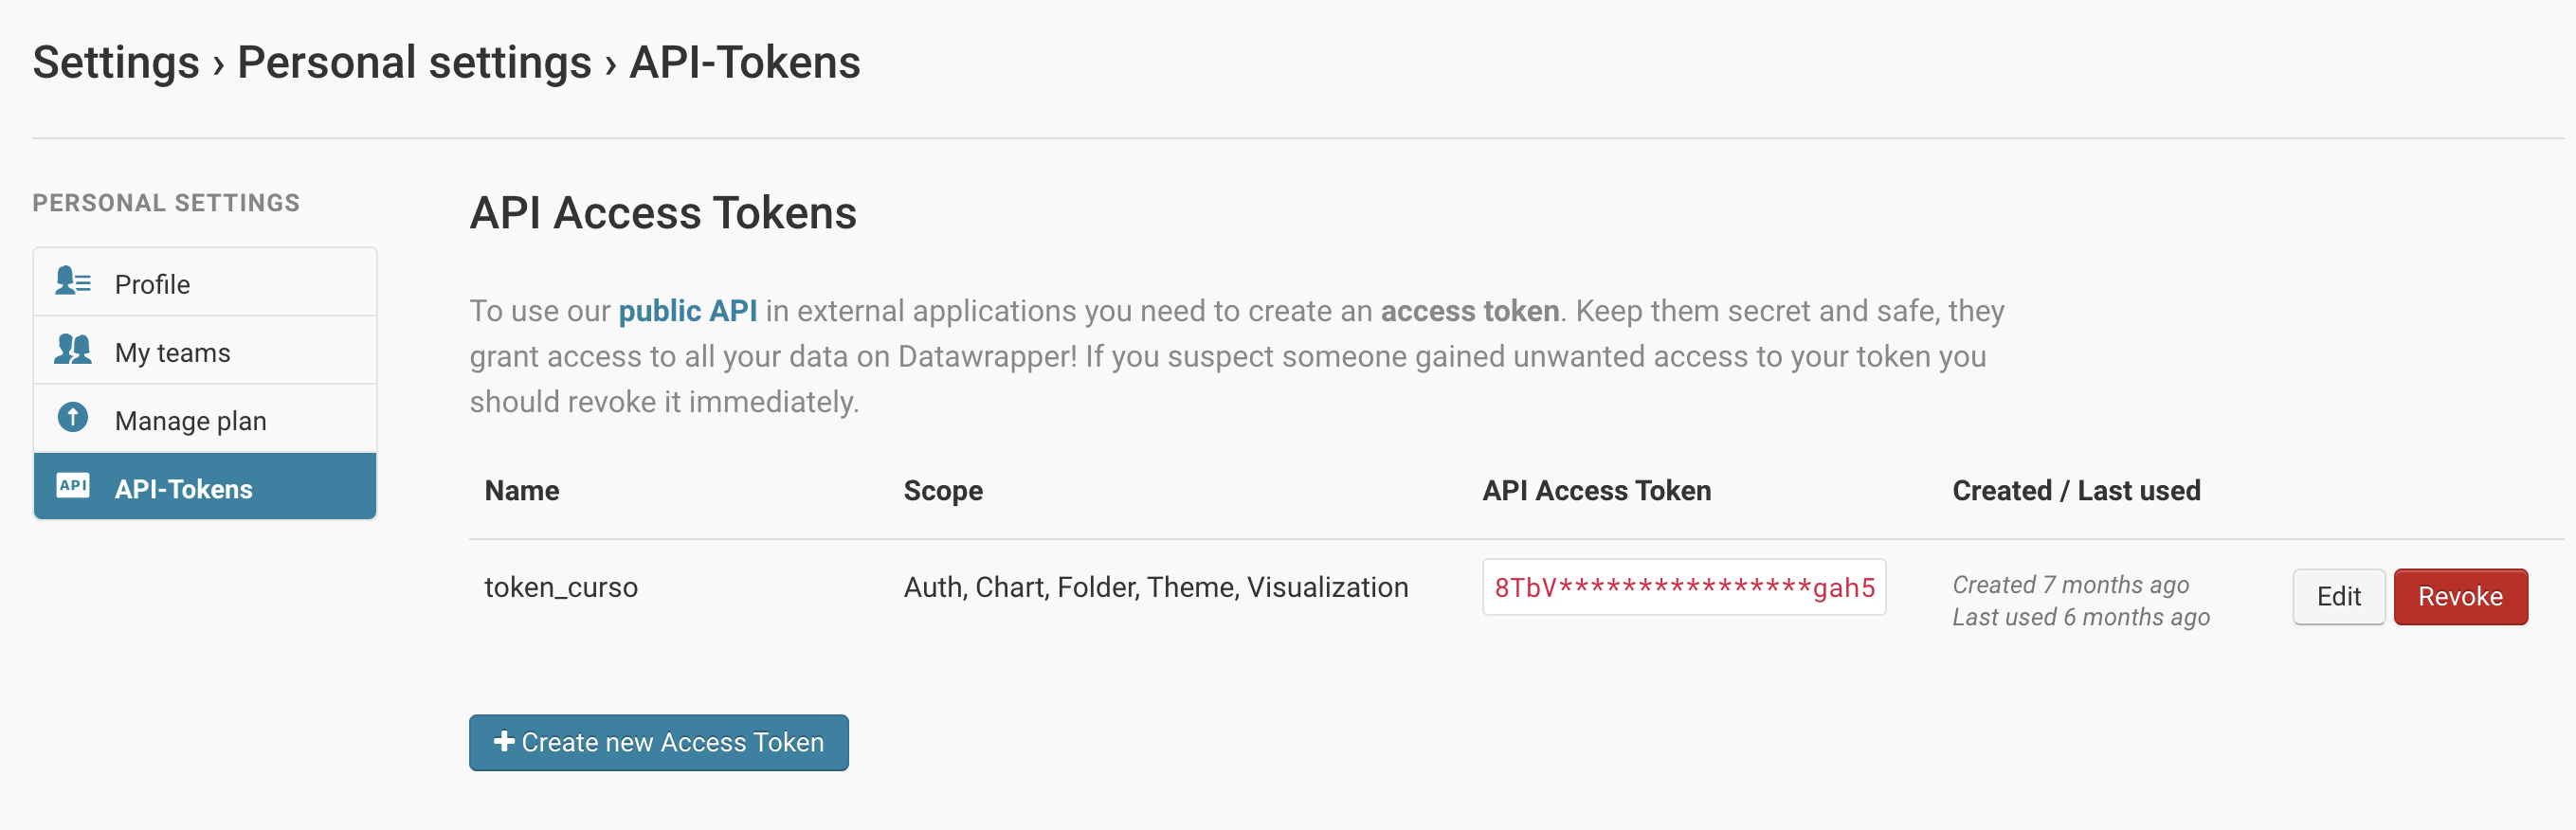 Settings › Personal settings › API-Tokens
PERSONAL SETTINGS
Profile
My teams
Manage plan
API API-Tokens
API Access Tokens
To use our public API in external applications you need to create an access token. Keep them secret and safe, they
grant access to all your data on Datawrapper! If you suspect someone gained unwanted access to your token you
should revoke it immediately.
Name Scope API Access Token Created / Last used
token_curso Auth, Chart, Folder, Theme, Visualization 8TbV****************gah5 Created 7 months ago
Last used 6 months ago
Edit Revoke
+ Create new Access Token